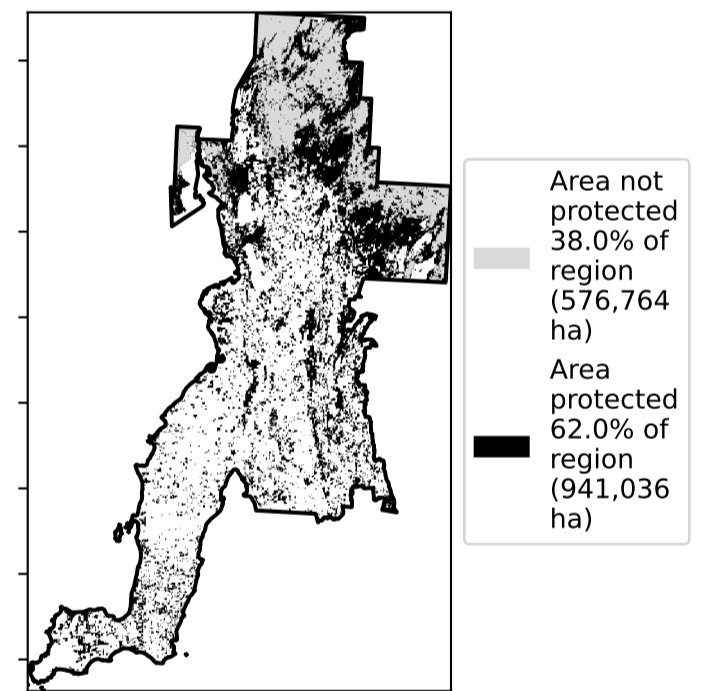 Area not
protected
38.0% of
region
(576,764
ha)
Area
protected
62.0% of
region
(941,036
ha)